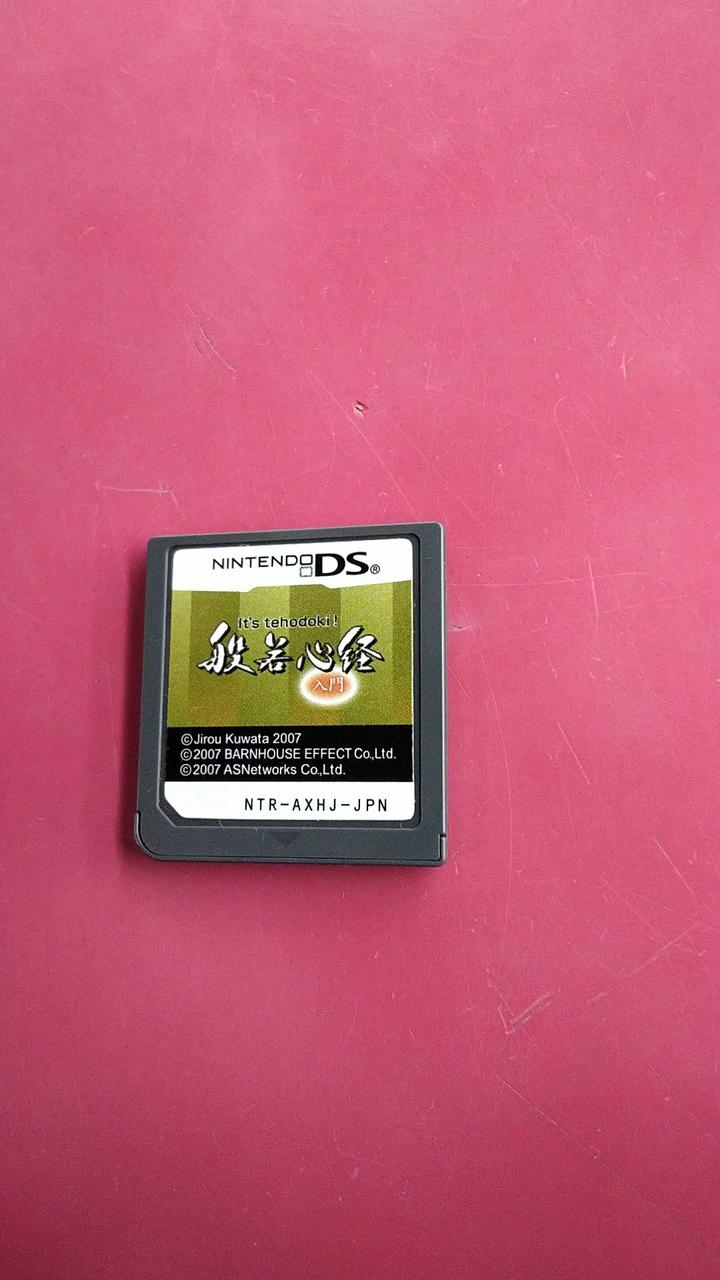 NINTENDO DS®
It's tehodoki!
般若心経
入門
©Jirou Kuwata 2007
©2007 BARNHOUSE EFFECT Co,Ltd.
©2007 ASNetworks Co.,Ltd.
NTR-AXHJ-JPN